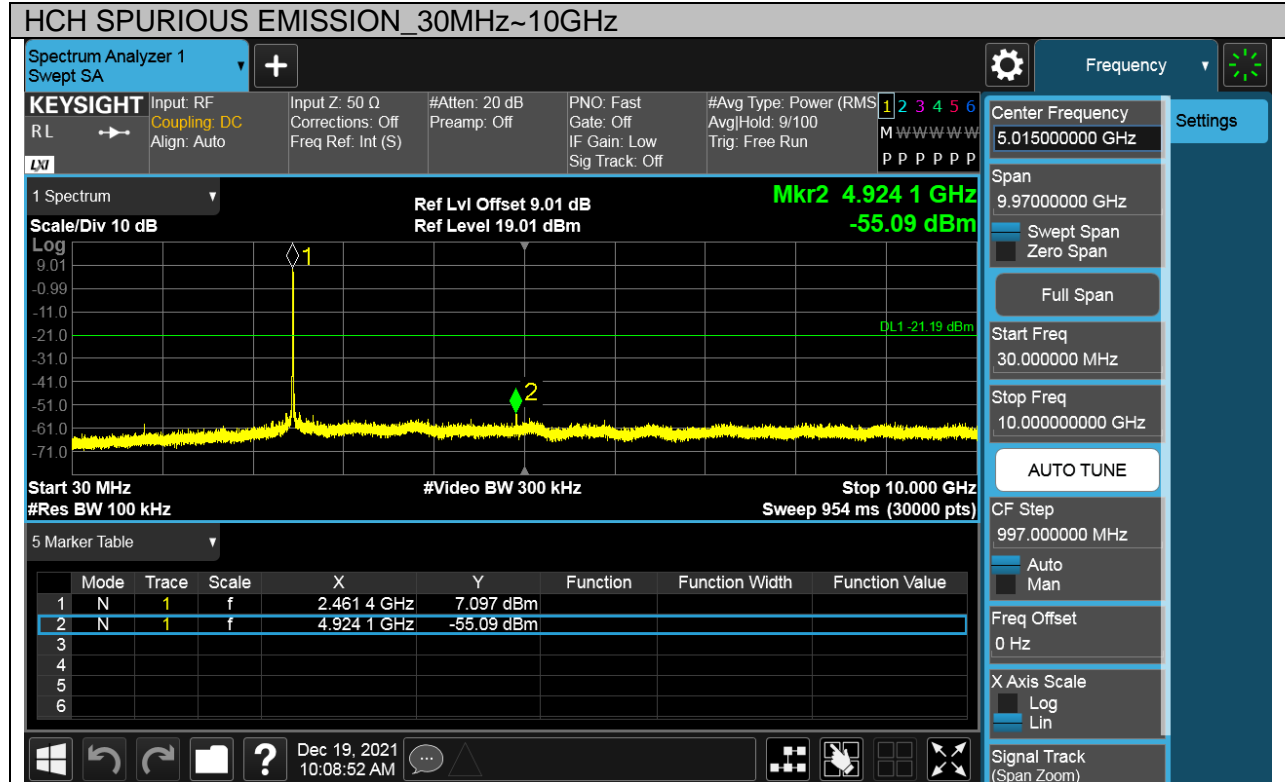 HCH SPURIOUS EMISSION_30MHz~10GHz
Spectrum Analyzer 1
Swept SA
Frequency
KEYSIGHT
R L
LXI
Input: RF
Coupling: DC
Align: Auto
Input Z: 50 Ω
Corrections: Off
Freq Ref: Int (S)
#Atten: 20 dB
Preamp: Off
PNO: Fast
Gate: Off
IF Gain: Low
Sig Track: Off
#Avg Type: Power (RMS
Avg|Hold: 9/100
Trig: Free Run
1 2 3 4 5 6
M W W W W W
P P P P P P
1 Spectrum
Scale/Div 10 dB
Ref Lvl Offset 9.01 dB
Ref Level 19.01 dBm
Mkr2 4.924 1 GHz
-55.09 dBm
Log
9.01
-0.99
-11.0
-21.0
-31.0
-41.0
-51.0
-61.0
-71.0
1
2
DL1 -21.19 dBm
Start 30 MHz
#Video BW 300 kHz
Stop 10.000 GHz
#Res BW 100 kHz
Sweep 954 ms (30000 pts)
5 Marker Table
Mode Trace Scale X Y Function Function Width Function Value
1 N 1 f 2.461 4 GHz 7.097 dBm
2 N 1 f 4.924 1 GHz -55.09 dBm
3
4
5
6
Dec 19, 2021
10:08:52 AM
Center Frequency
5.015000000 GHz
Settings
Span
9.97000000 GHz
Swept Span
Zero Span
Full Span
Start Freq
30.000000 MHz
Stop Freq
10.000000000 GHz
AUTO TUNE
CF Step
997.000000 MHz
Auto
Man
Freq Offset
0 Hz
X Axis Scale
Log
Lin
Signal Track
(Span Zoom)